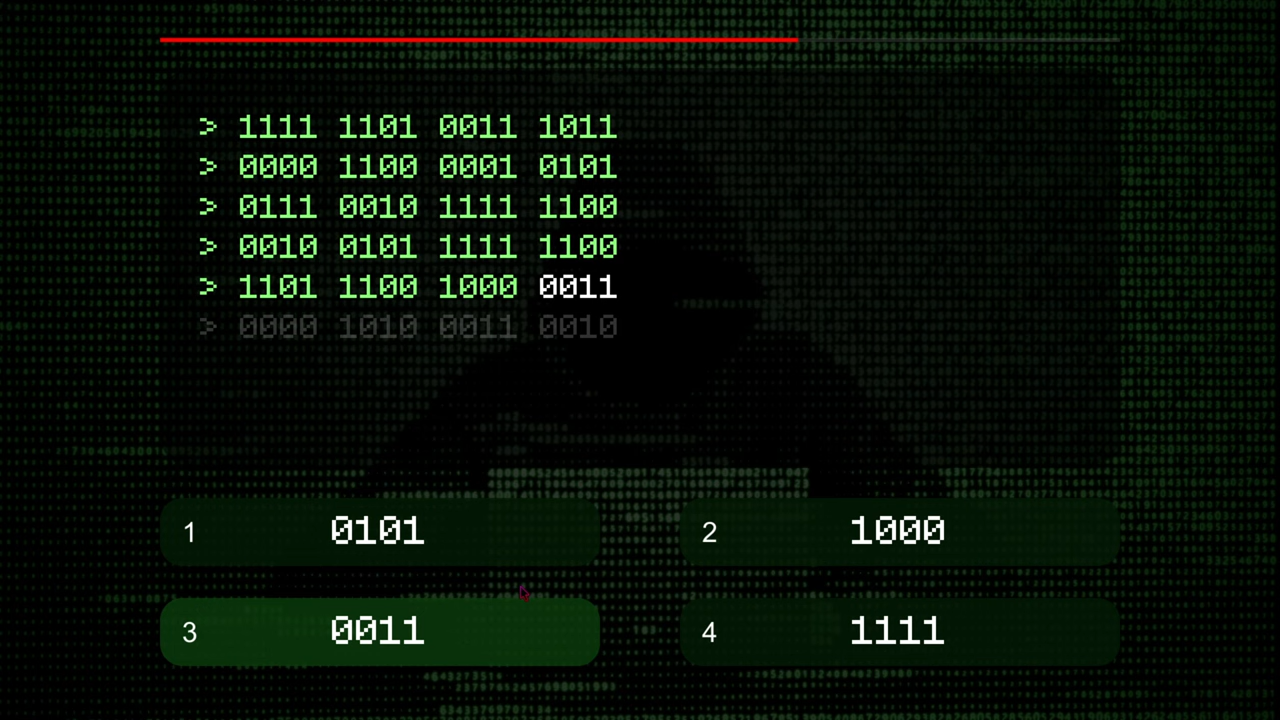 > 1111 1101 0011 1011
> 0000 1100 0001 0101
> 0111 0010 1111 1100
> 0010 0101 1111 1100
> 1101 1100 1000 0011
> 0000 1010 0011 0010
1 0101
2 1000
3 0011
4 1111